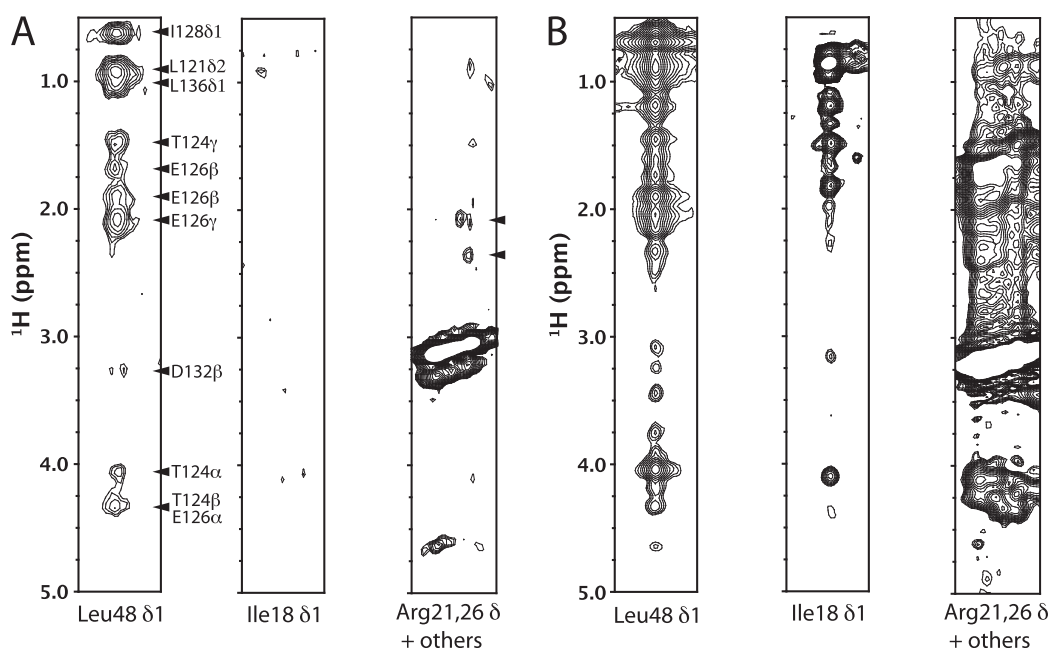 A
B
I128δ1
L121δ2
L136δ1
T124γ
E126β
E126β
E126γ
D132β
T124α
T124β
E126α
1.0
2.0
3.0
4.0
5.0
¹H (ppm)
Leu48 δ1
Ile18 δ1
Arg21,26 δ
+ others
1.0
2.0
3.0
4.0
5.0
¹H (ppm)
Leu48 δ1
Ile18 δ1
Arg21,26 δ
+ others